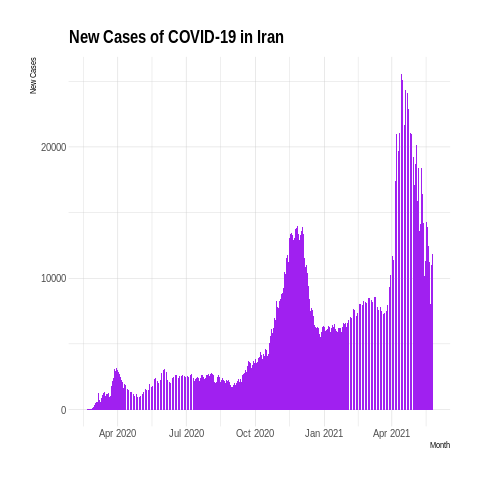 New Cases of COVID-19 in Iran
New Cases
20000
10000
0
Apr 2020 Jul 2020 Oct 2020 Jan 2021 Apr 2021
Month